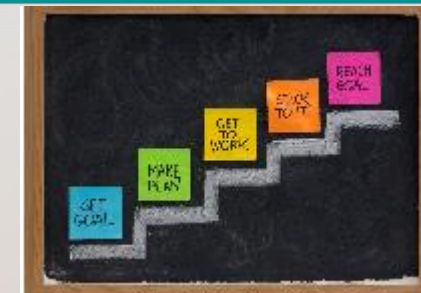 SET
GOAL
MAKE
PLAN
GET
TO
WORK
STICK
TO IT
REACH
GOAL